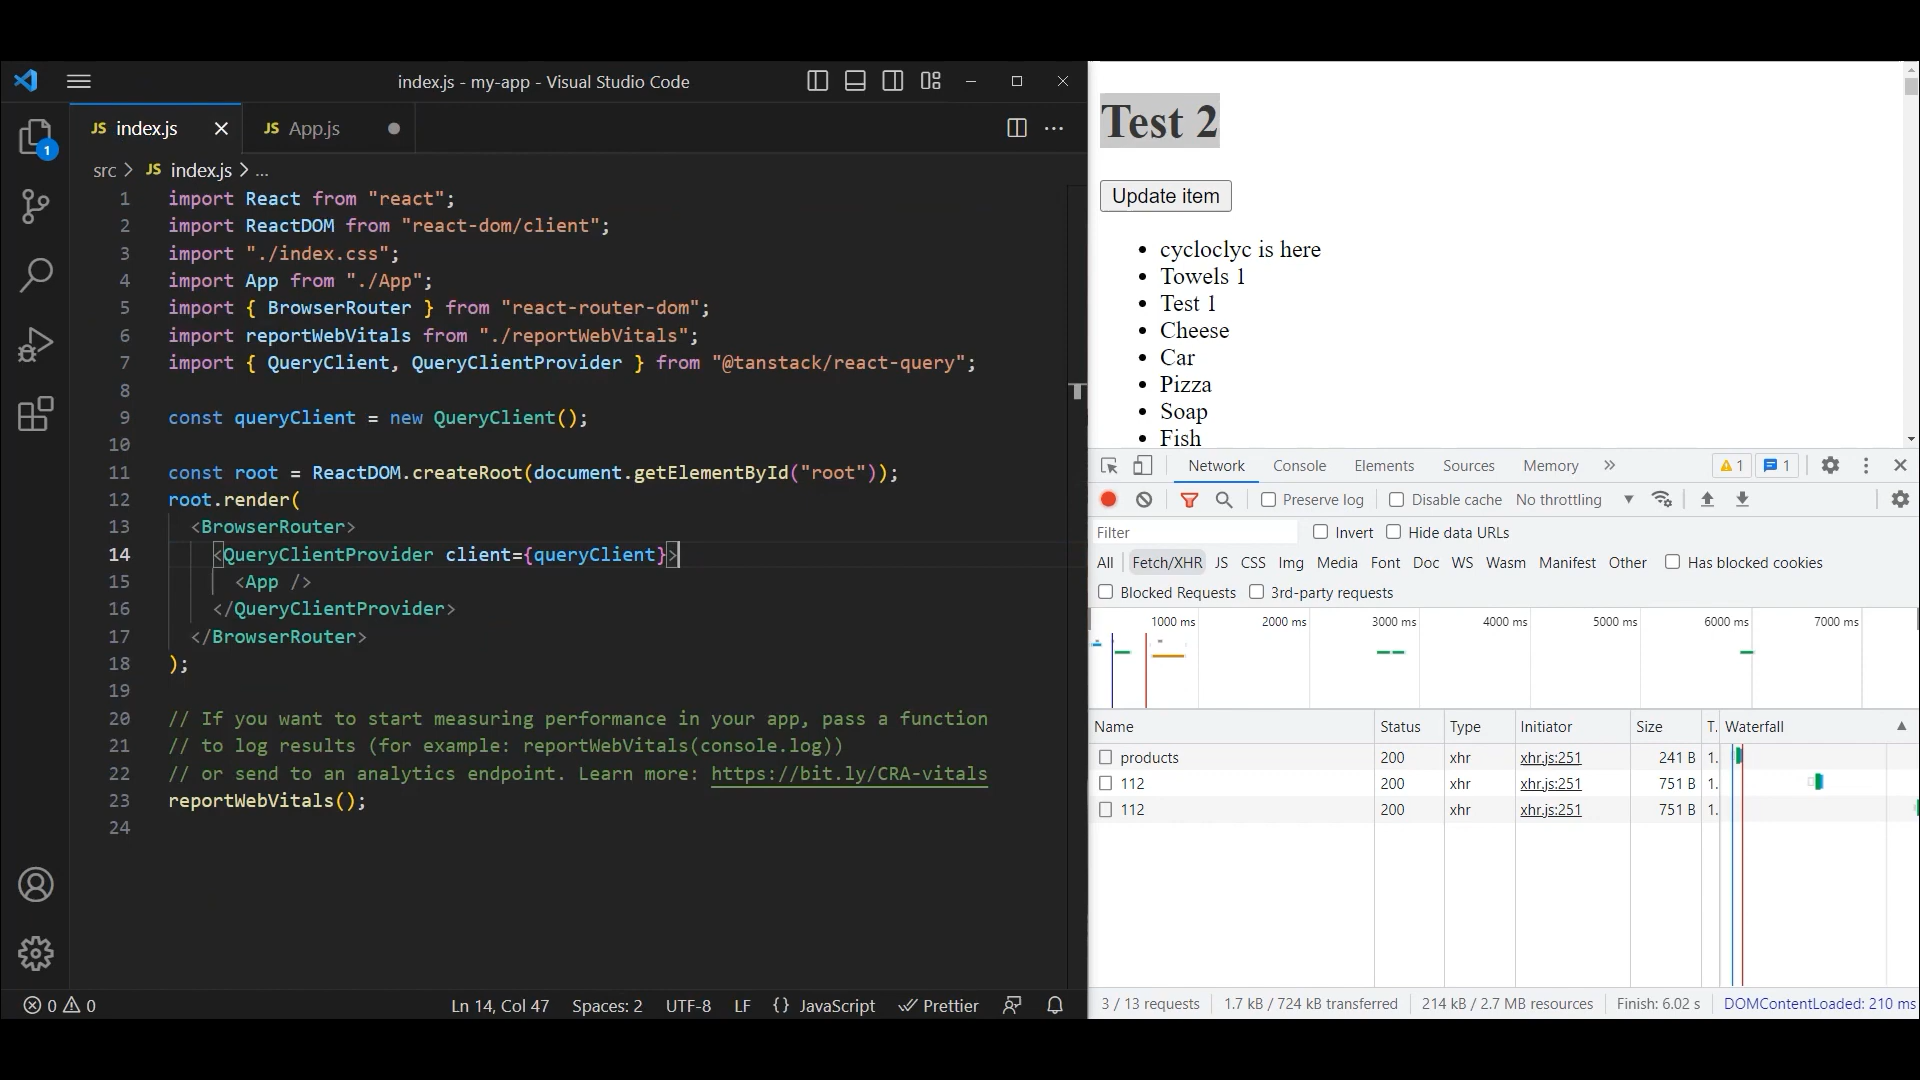 index.js - my-app - Visual Studio Code
JS index.js
JS App.js
1
src
JS index.js
...
1 import React from "react";
2 import ReactDOM from "react-dom/client";
3 import "./index.css";
4 import App from "./App";
5 import { BrowserRouter } from "react-router-dom";
6 import reportWebVitals from "./reportWebVitals";
7 import { QueryClient, QueryClientProvider } from "@tanstack/react-query";
8
9 const queryClient = new QueryClient();
10
11 const root = ReactDOM.createRoot(document.getElementById("root"));
12 root.render(
13 <BrowserRouter>
14 <QueryClientProvider client={queryClient}>
15 <App />
16 </QueryClientProvider>
17 </BrowserRouter>
18 );
19
20 // If you want to start measuring performance in your app, pass a function
21 // to log results (for example: reportWebVitals(console.log))
22 // or send to an analytics endpoint. Learn more: https://bit.ly/CRA-vitals
23 reportWebVitals();
24
0 0
Ln 14, Col 47
Spaces: 2
UTF-8
LF
{} JavaScript
Prettier
Test 2
Update item
• cycloclyc is here
• Towels 1
• Test 1
• Cheese
• Car
• Pizza
• Soap
• Fish
Network Console Elements Sources Memory » 1 1
Preserve log Disable cache No throttling
Filter Invert Hide data URLs
All Fetch/XHR JS CSS Img Media Font Doc WS Wasm Manifest Other Has blocked cookies
Blocked Requests 3rd-party requests
1000 ms 2000 ms 3000 ms 4000 ms 5000 ms 6000 ms 7000 ms
Name Status Type Initiator Size T. Waterfall
products 200 xhr xhr.js:251 241 B 1.
112 200 xhr xhr.js:251 751 B 1.
112 200 xhr xhr.js:251 751 B 1.
3 / 13 requests 1.7 kB / 724 kB transferred 214 kB / 2.7 MB resources Finish: 6.02 s DOMContentLoaded: 210 ms